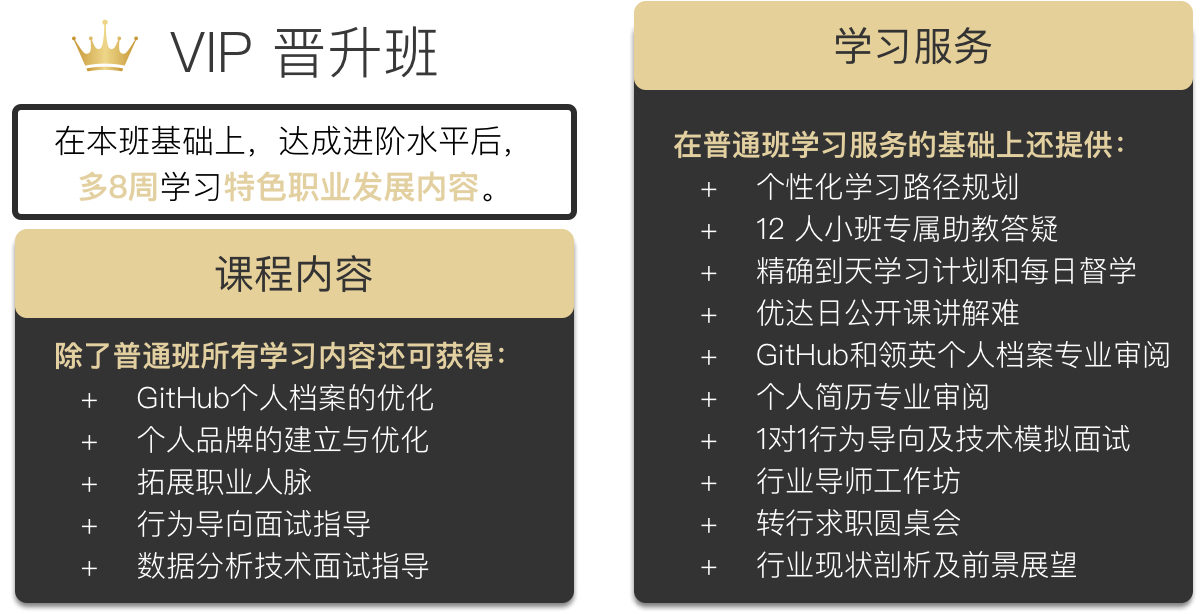 VIP 晋升班
在本班基础上，达成进阶水平后，
多8周学习特色职业发展内容。
课程内容
除了普通班所有学习内容还可获得：
+ GitHub个人档案的优化
+ 个人品牌的建立与优化
+ 拓展职业人脉
+ 行为导向面试指导
+ 数据分析技术面试指导
学习服务
在普通班学习服务的基础上还提供：
+ 个性化学习路径规划
+ 12 人小班专属助教答疑
+ 精确到天学习计划和每日督学
+ 优达日公开课讲解难
+ GitHub和领英个人档案专业审阅
+ 个人简历专业审阅
+ 1对1行为导向及技术模拟面试
+ 行业导师工作坊
+ 转行求职圆桌会
+ 行业现状剖析及前景展望